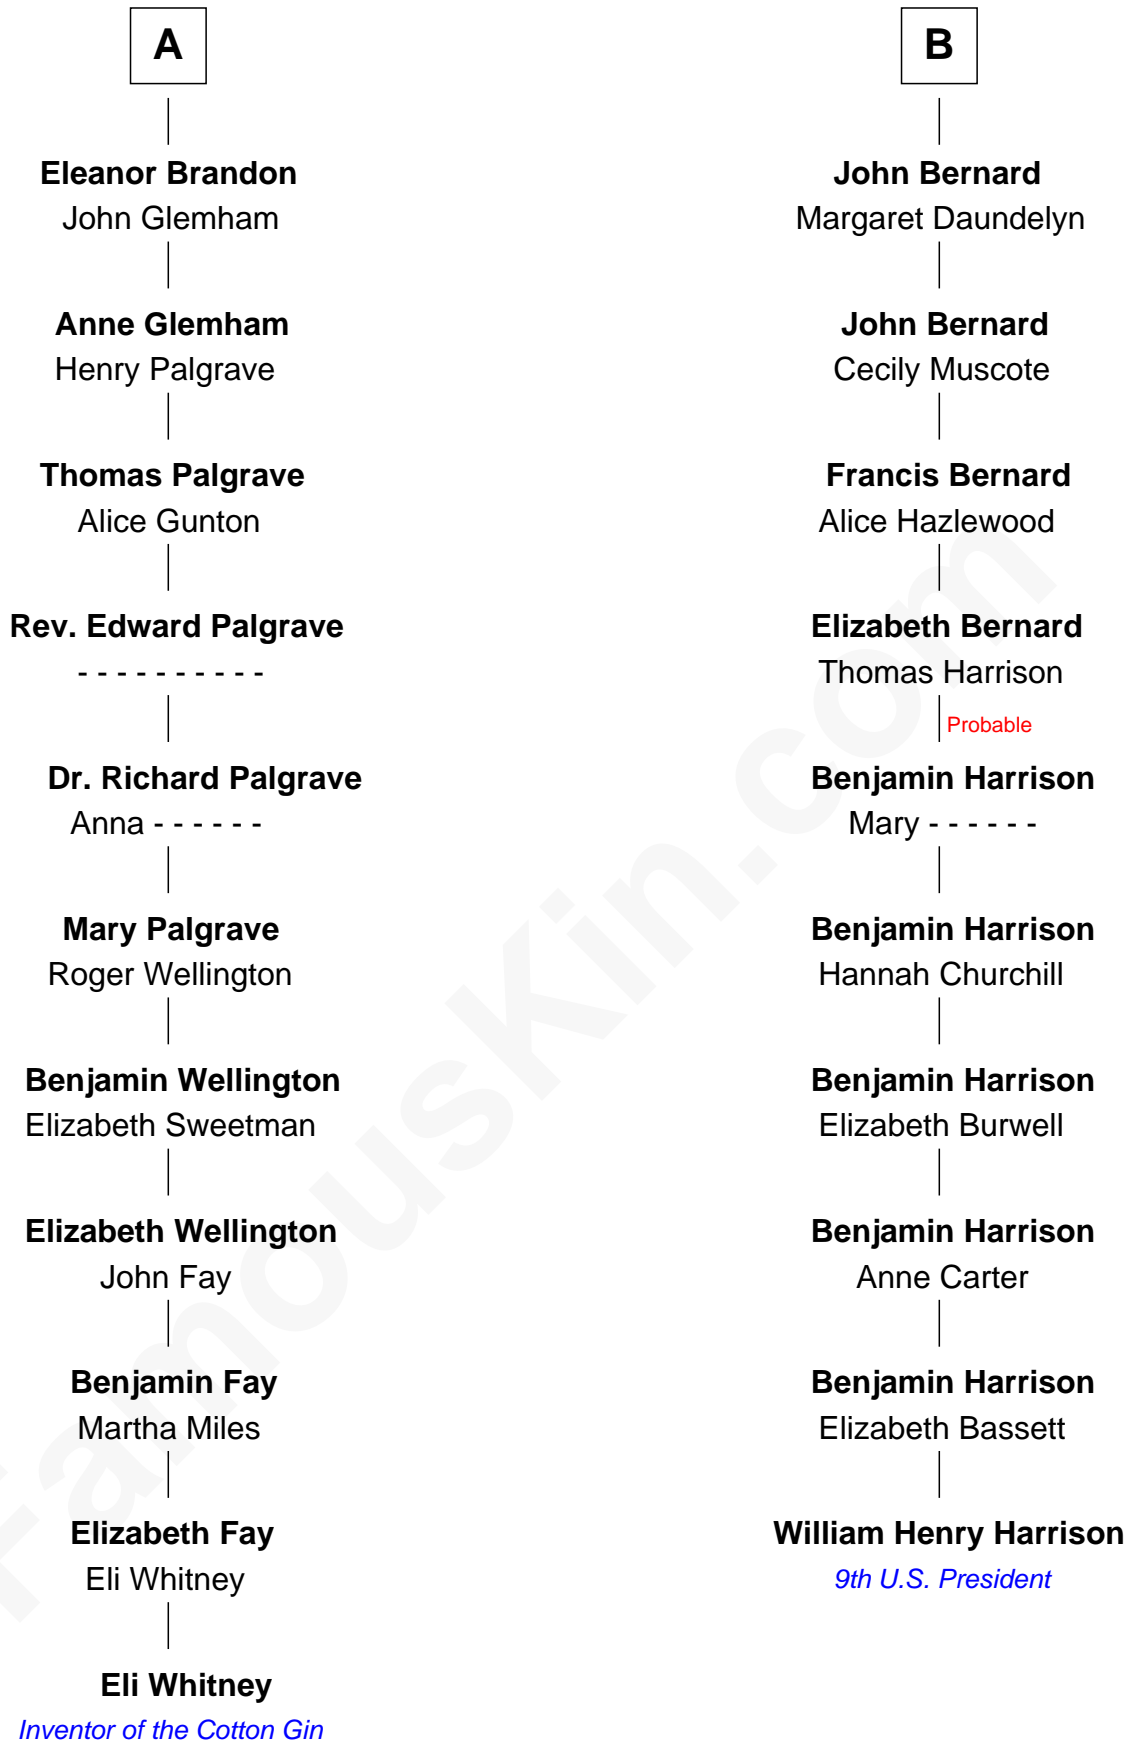 A
Eleanor Brandon
John Glemham
Anne Glemham
Henry Palgrave
Thomas Palgrave
Alice Gunton
Rev. Edward Palgrave
- - - - - - - - - -
Dr. Richard Palgrave
Anna - - - - - -
Mary Palgrave
Roger Wellington
Benjamin Wellington
Elizabeth Sweetman
Elizabeth Wellington
John Fay
Benjamin Fay
Martha Miles
Elizabeth Fay
Eli Whitney
Eli Whitney
Inventor of the Cotton Gin
B
John Bernard
Margaret Daundelyn
John Bernard
Cecily Muscote
Francis Bernard
Alice Hazlewood
Elizabeth Bernard
Thomas Harrison
Probable
Benjamin Harrison
Mary - - - - - -
Benjamin Harrison
Hannah Churchill
Benjamin Harrison
Elizabeth Burwell
Benjamin Harrison
Anne Carter
Benjamin Harrison
Elizabeth Bassett
William Henry Harrison
9th U.S. President
FamousKin.com